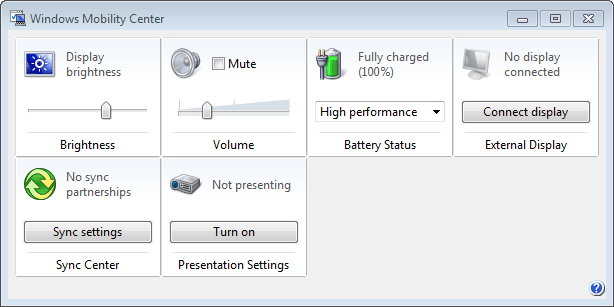 Windows Mobility Center
Display
brightness
Brightness
Mute
Volume
Fully charged
(100%)
High performance
Battery Status
No display
connected
Connect display
External Display
No sync
partnerships
Sync settings
Sync Center
Not presenting
Turn on
Presentation Settings
?